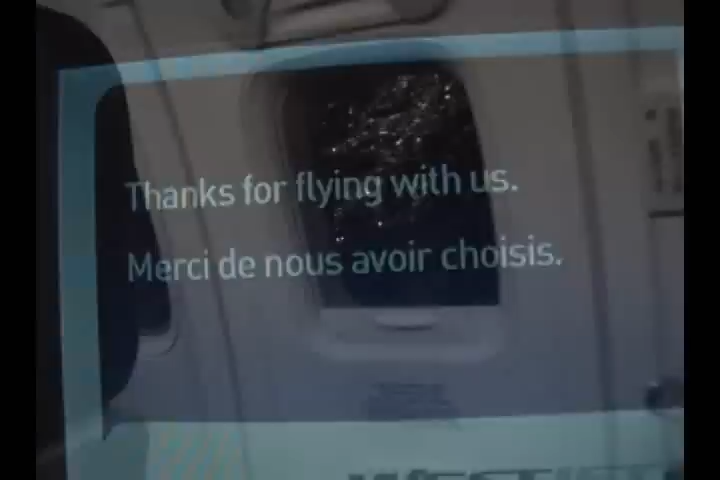 Thanks for flying with us.
Merci de nous avoir choisis.